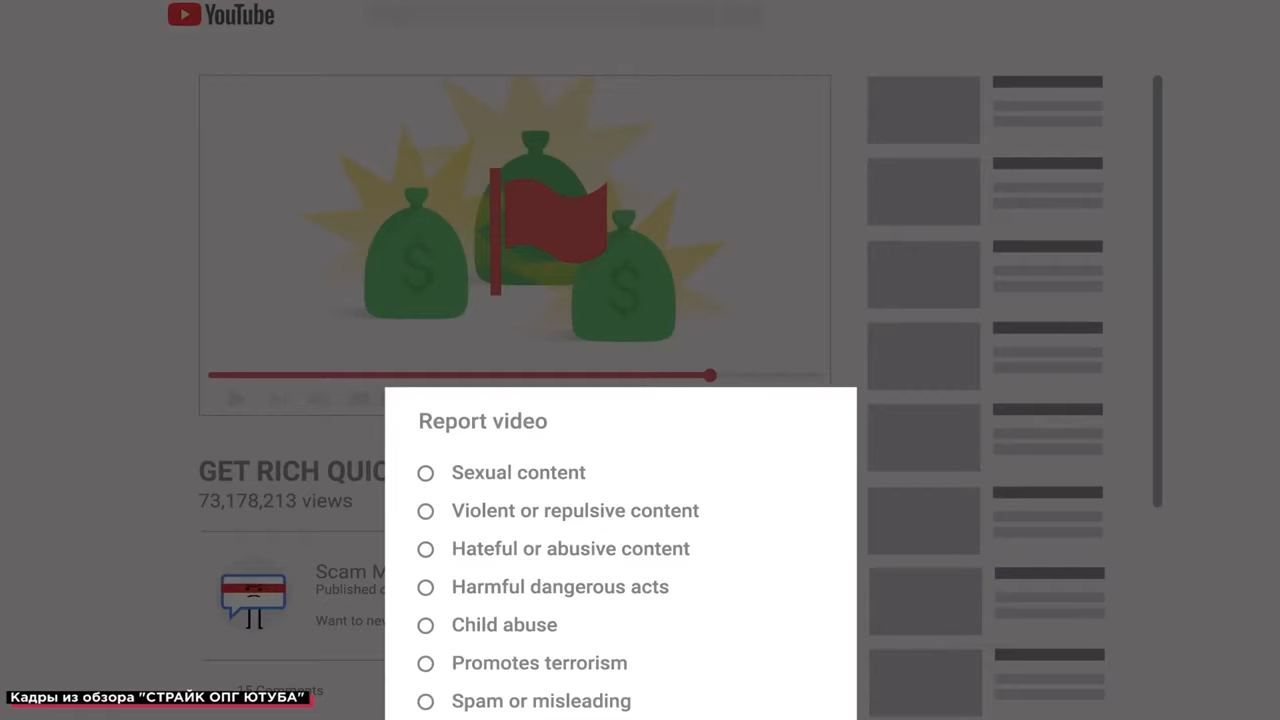 YouTube
Report video
Sexual content
Violent or repulsive content
Hateful or abusive content
Harmful dangerous acts
Child abuse
Promotes terrorism
Spam or misleading
GET RICH QUIC
73,178,213 views
Scam M
Published
Want to
15 Comments
Кадры из обзора "СТРАЙК ОПГ ЮТУБА"